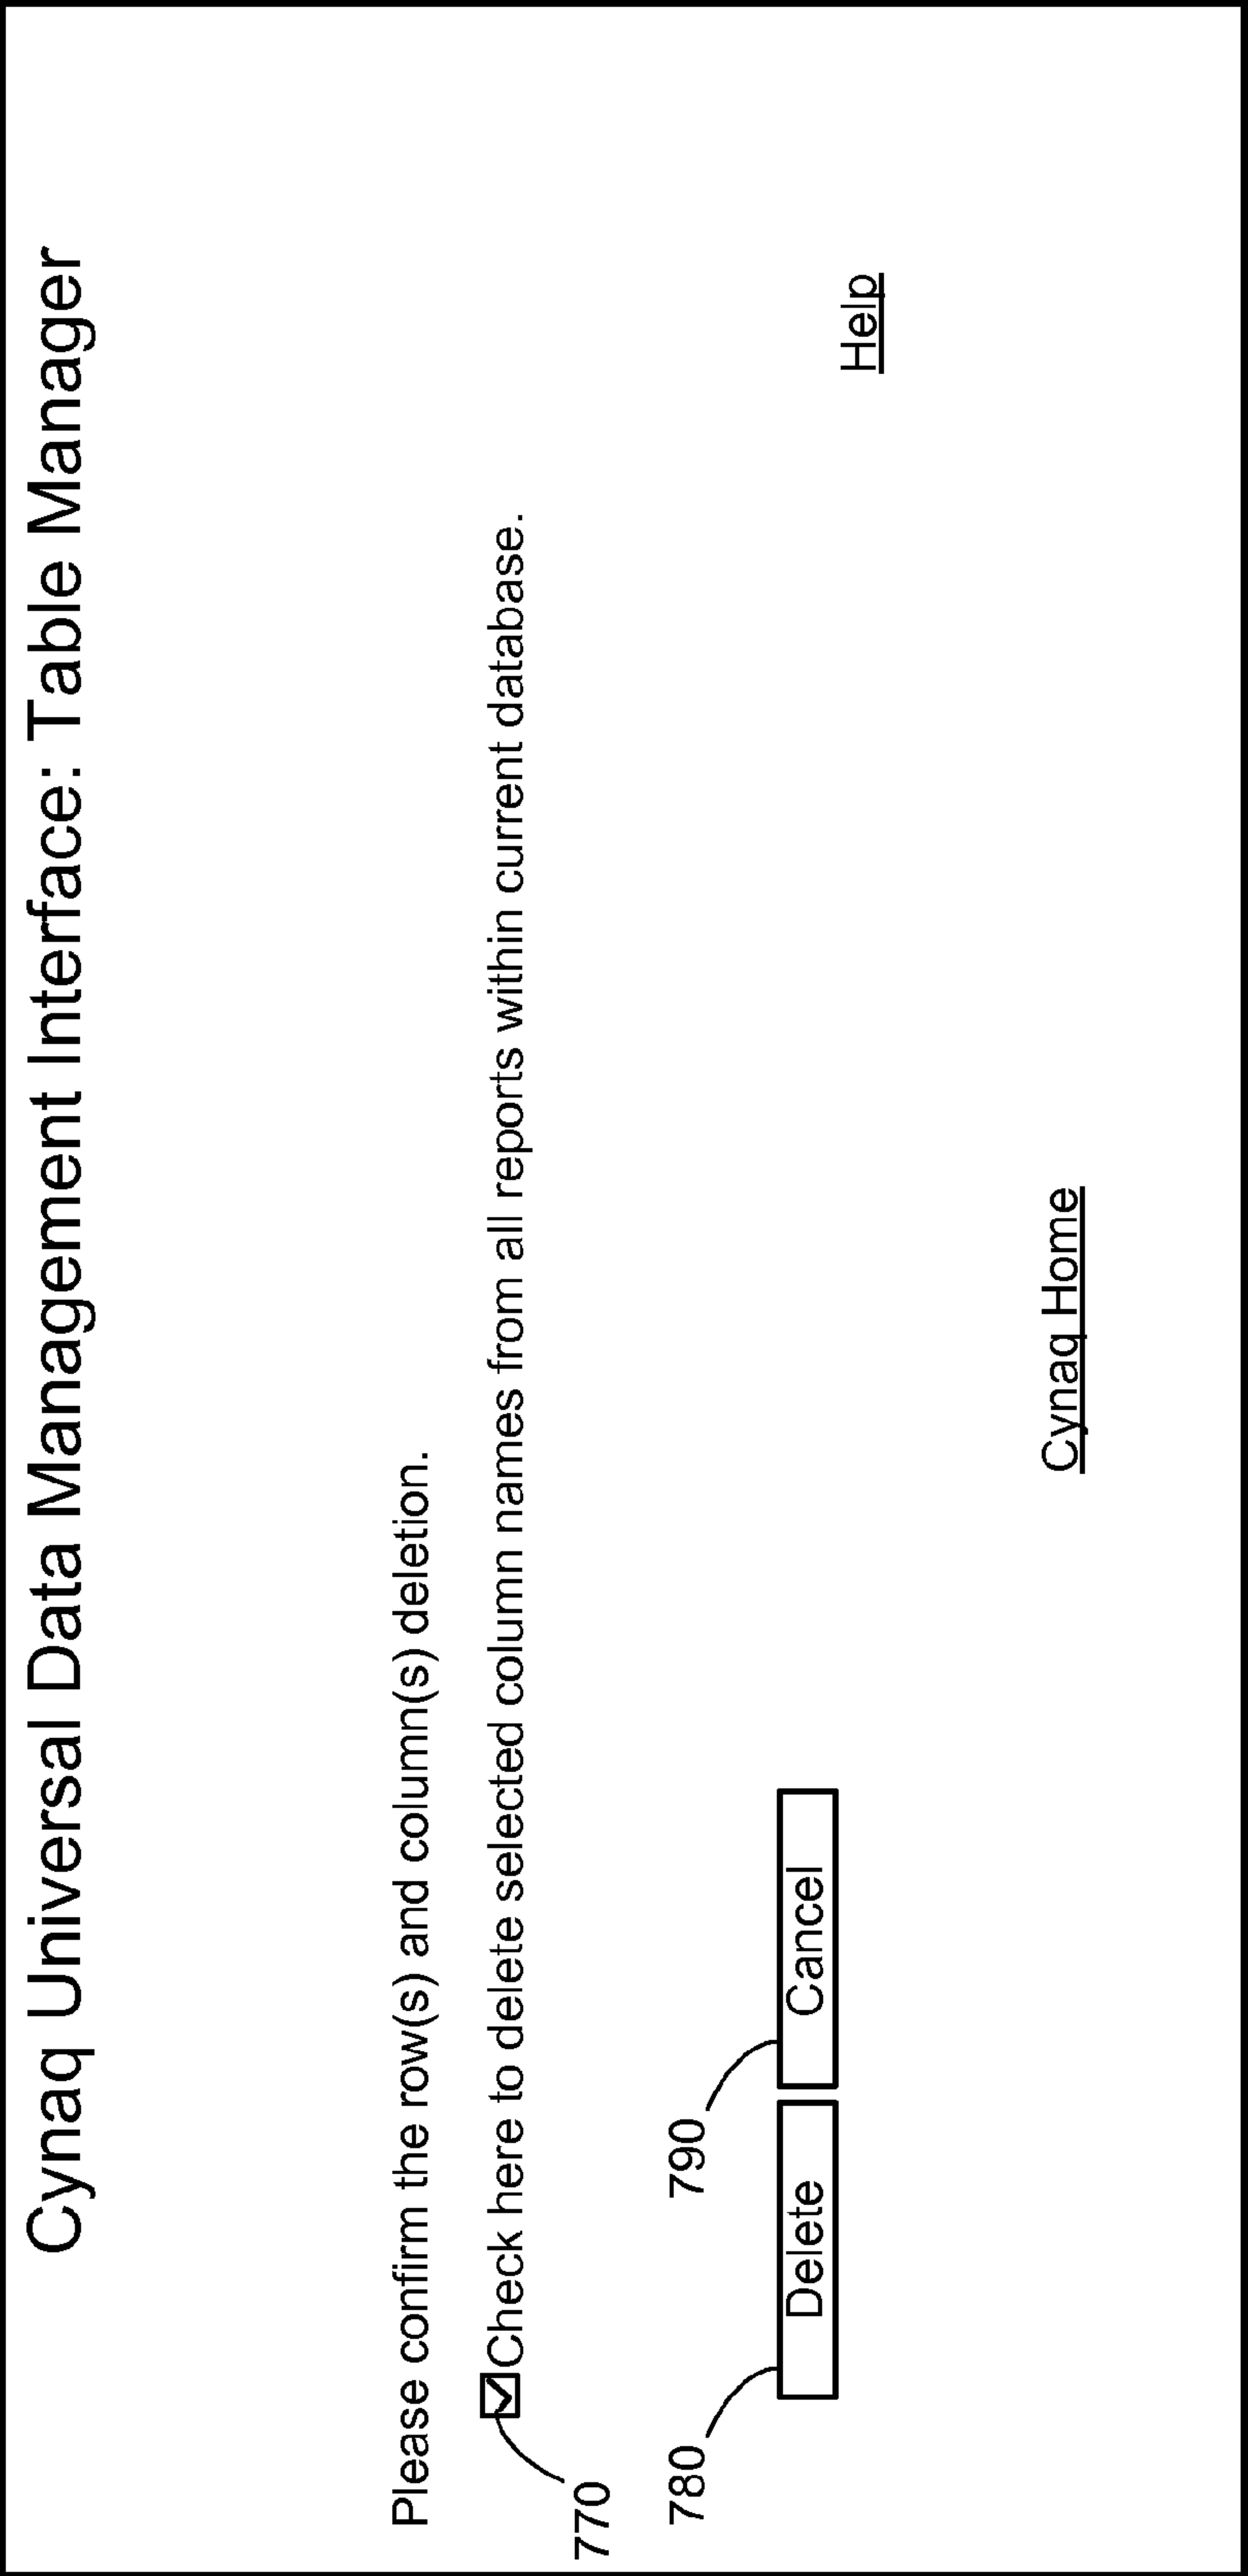 Cynaq Universal Data Management Interface: Table Manager
Please confirm the row(s) and column(s) deletion.
Check here to delete selected column names from all reports within current database.
770
780
790
Delete
Cancel
Help
Cynaq Home